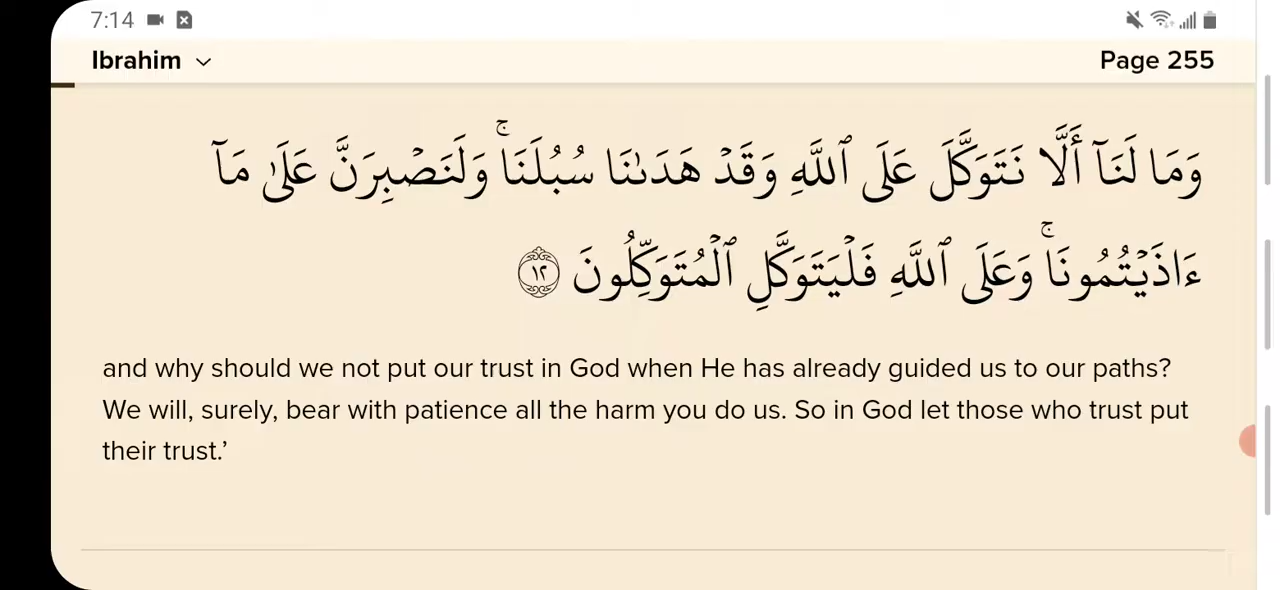 7:14
Ibrahim
Page 255
وَمَا لَنَآ أَلَّا نَتَوَكَّلَ عَلَى ٱللَّهِ وَقَدْ هَدَىٰنَا سُبُلَنَا ۚ وَلَنَصْبِرَنَّ عَلَىٰ مَآ
ءَاذَيْتُمُونَا ۚ وَعَلَى ٱللَّهِ فَلْيَتَوَكَّلِ ٱلْمُتَوَكِّلُونَ ١٢
and why should we not put our trust in God when He has already guided us to our paths?
We will, surely, bear with patience all the harm you do us. So in God let those who trust put
their trust.’